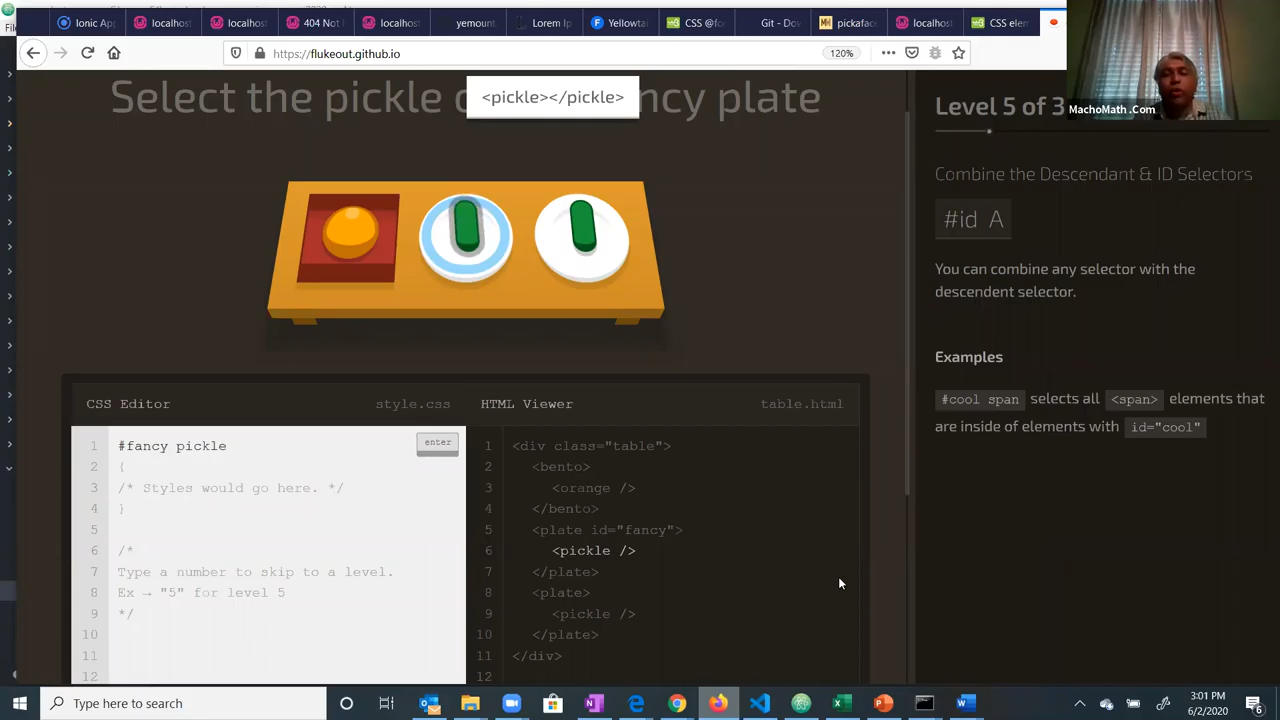 Ionic App
localhost
localhost
404 Not
localhost
yemount.
Lorem Ip
Yellowtai
CSS @fo
Git - Dov
pickaface
localhost
CSS elem
https://flukeout.github.io
120%
MachoMath .Com
Select the pickle
ncy plate
<pickle></pickle>
Level 5 of 3
Combine the Descendant & ID Selectors
#id A
You can combine any selector with the
descendent selector.
Examples
#cool span selects all <span> elements that
are inside of elements with id="cool"
CSS Editor style.css
HTML Viewer table.html
1 #fancy pickle
enter
2 {
3 /* Styles would go here. */
4 }
5
6 /*
7 Type a number to skip to a level.
8 Ex → "5" for level 5
9 */
10
11
12
1 <div class="table">
2 <bento>
3 <orange />
4 </bento>
5 <plate id="fancy">
6 <pickle />
7 </plate>
8 <plate>
9 <pickle />
10 </plate>
11 </div>
12
Type here to search
3:01 PM
6/2/2020
6